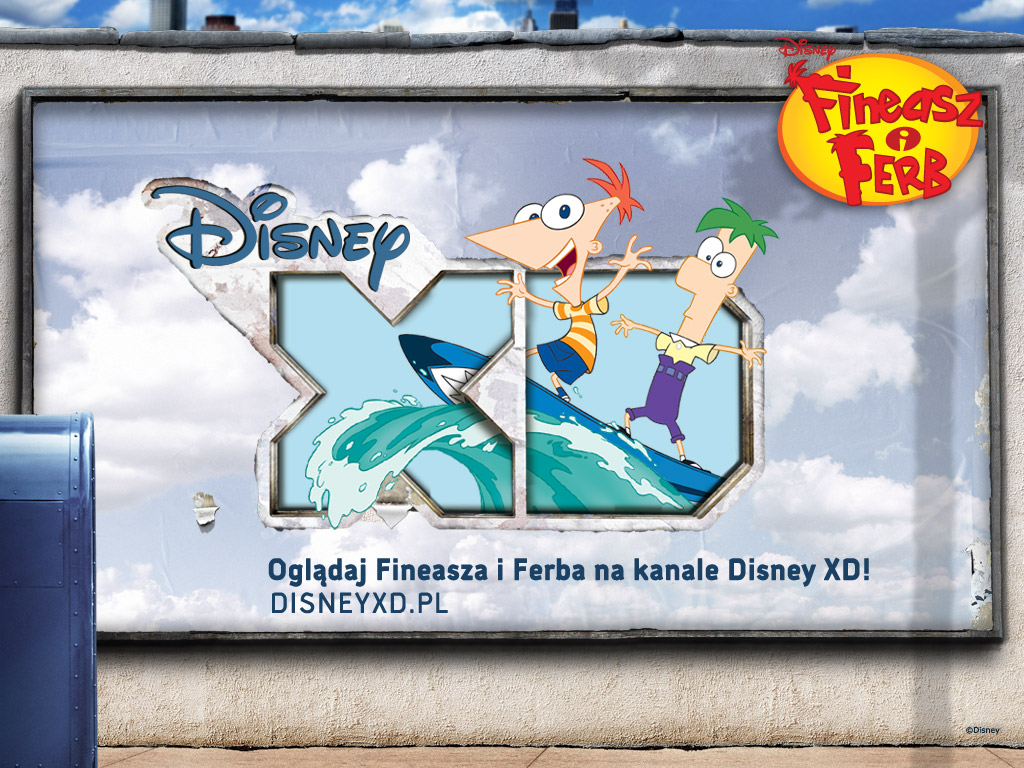 Disney
Fineasz
i
Ferb
Disney
XD
Oglądaj Fineasza i Ferba na kanale Disney XD!
DISNEYXD.PL
©Disney